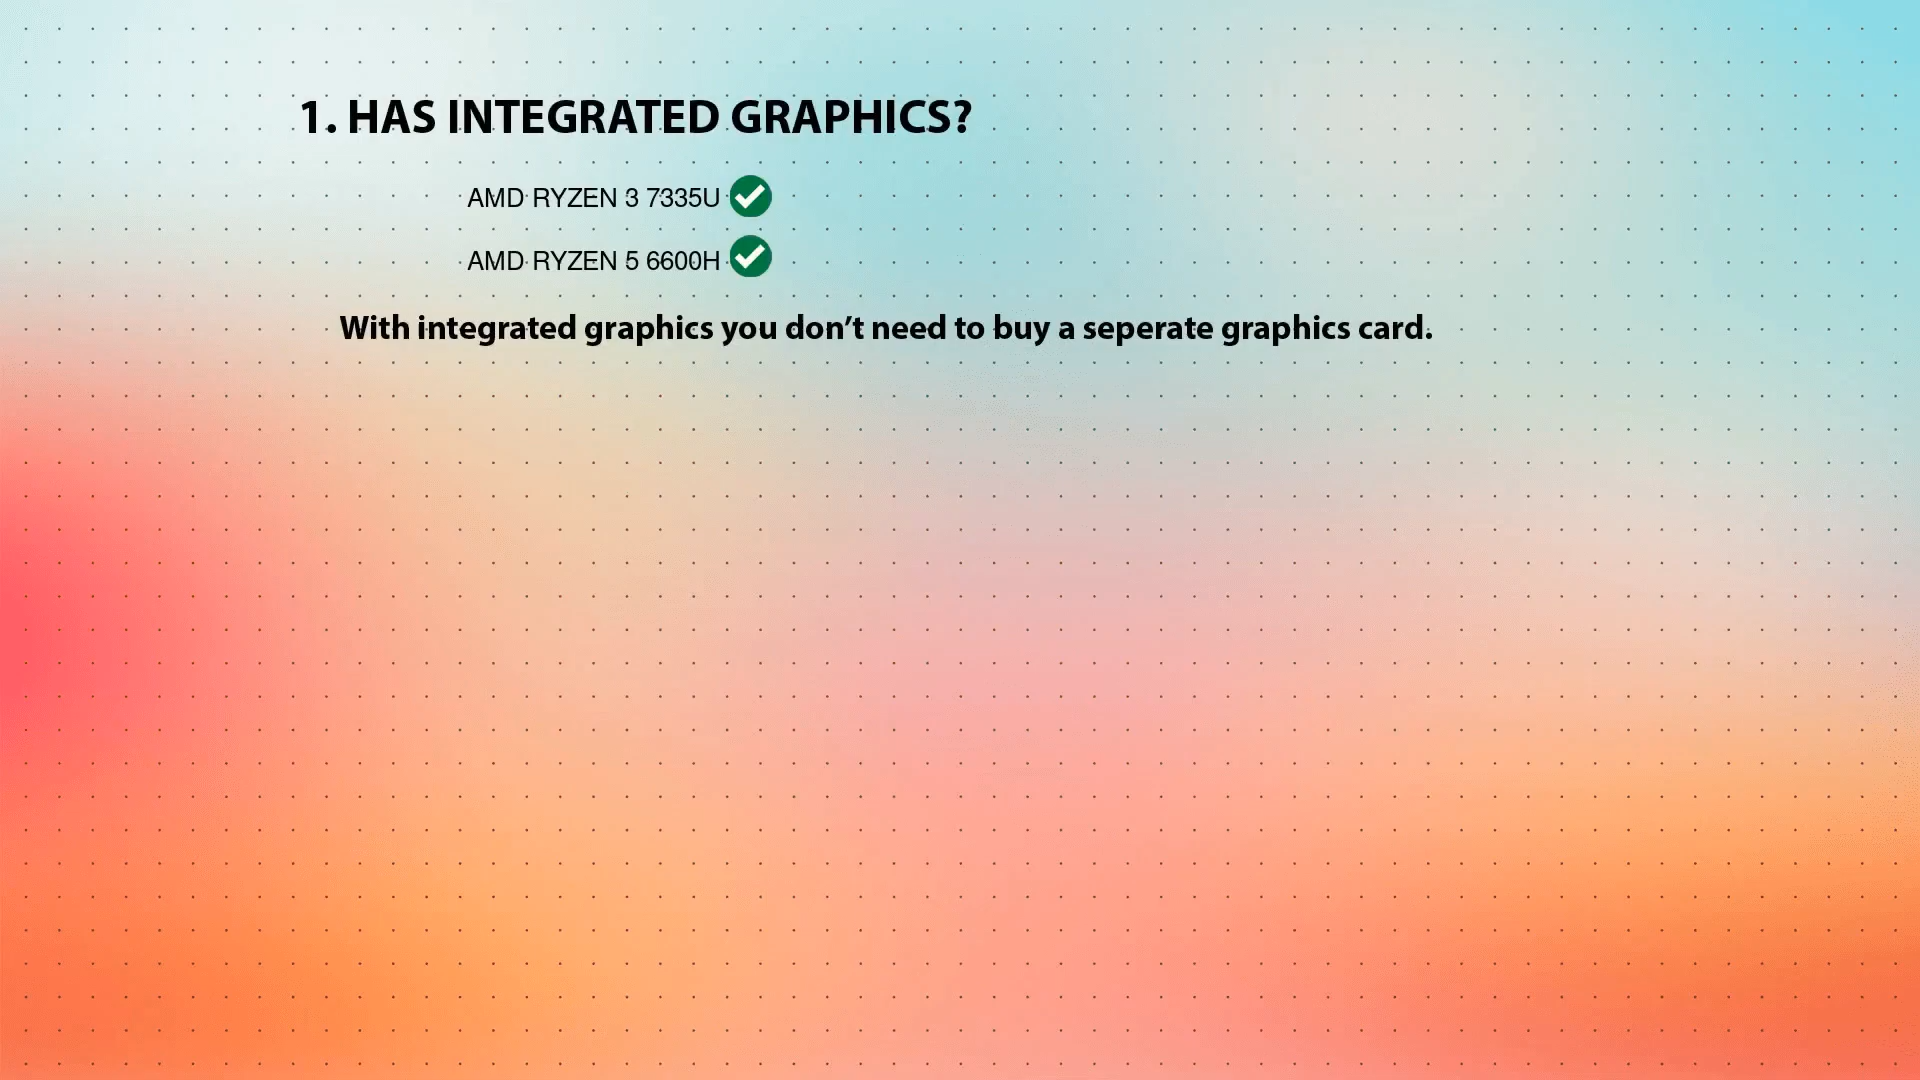 1. HAS INTEGRATED GRAPHICS?
AMD RYZEN 3 7335U
AMD RYZEN 5 6600H
With integrated graphics you don’t need to buy a seperate graphics card.